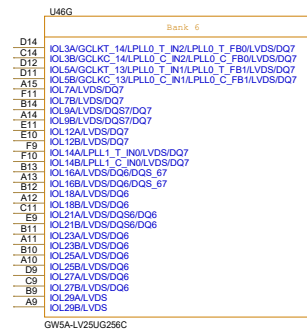 U46G
Bank 6
D14 IOL3A/GCLKT_14/LPLL0_T_IN2/LPLL0_T_FB0/LVDS/DQ7
C14 IOL3B/GCLKC_14/LPLL0_C_IN2/LPLL0_C_FB0/LVDS/DQ7
D12 IOL5A/GCLKT_13/LPLL0_T_IN1/LPLL0_T_FB1/LVDS/DQ7
D11 IOL5B/GCLKC_13/LPLL0_C_IN1/LPLL0_C_FB1/LVDS/DQ7
A15 IOL7A/LVDS/DQ7
F11 IOL7B/LVDS/DQ7
B14 IOL9A/LVDS/DQS7/DQ7
A14 IOL9B/LVDS/DQS7/DQ7
E11 IOL12A/LVDS/DQ7
E10 IOL12B/LVDS/DQ7
F9 IOL14A/LPLL1_T_IN0/LVDS/DQ7
F10 IOL14B/LPLL1_C_IN0/LVDS/DQ7
B13 IOL16A/LVDS/DQ6/DQS_67
A13 IOL16B/LVDS/DQ6/DQS_67
B12 IOL18A/LVDS/DQ6
A12 IOL18B/LVDS/DQ6
C11 IOL21A/LVDS/DQS6/DQ6
E9 IOL21B/LVDS/DQS6/DQ6
B11 IOL23A/LVDS/DQ6
A11 IOL23B/LVDS/DQ6
B10 IOL25A/LVDS/DQ6
A10 IOL25B/LVDS/DQ6
D9 IOL27A/LVDS/DQ6
C9 IOL27B/LVDS/DQ6
B9 IOL29A/LVDS
A9 IOL29B/LVDS
GW5A-LV25UG256C